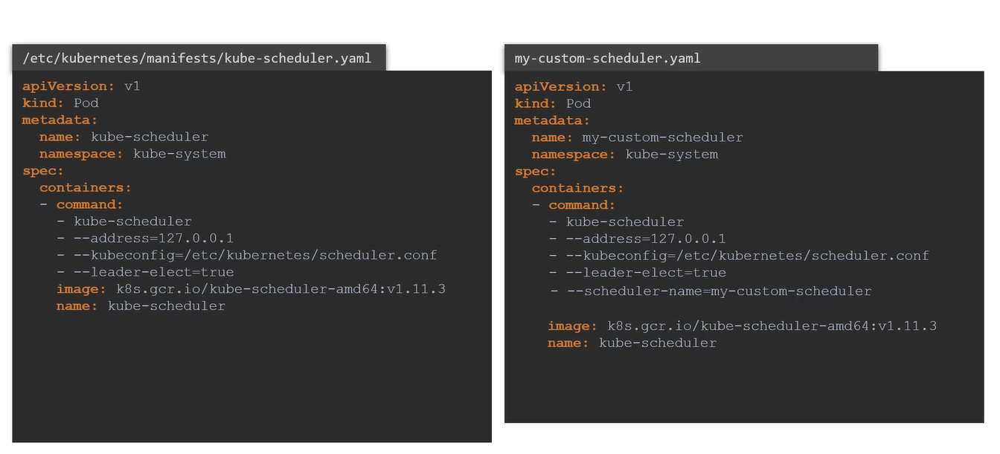 /etc/kubernetes/manifests/kube-scheduler.yaml
apiVersion: v1
kind: Pod
metadata:
  name: kube-scheduler
  namespace: kube-system
spec:
  containers:
  - command:
    - kube-scheduler
    - --address=127.0.0.1
    - --kubeconfig=/etc/kubernetes/scheduler.conf
    - --leader-elect=true
    image: k8s.gcr.io/kube-scheduler-amd64:v1.11.3
    name: kube-scheduler
my-custom-scheduler.yaml
apiVersion: v1
kind: Pod
metadata:
  name: my-custom-scheduler
  namespace: kube-system
spec:
  containers:
  - command:
    - kube-scheduler
    - --address=127.0.0.1
    - --kubeconfig=/etc/kubernetes/scheduler.conf
    - --leader-elect=true
    - --scheduler-name=my-custom-scheduler
    image: k8s.gcr.io/kube-scheduler-amd64:v1.11.3
    name: kube-scheduler